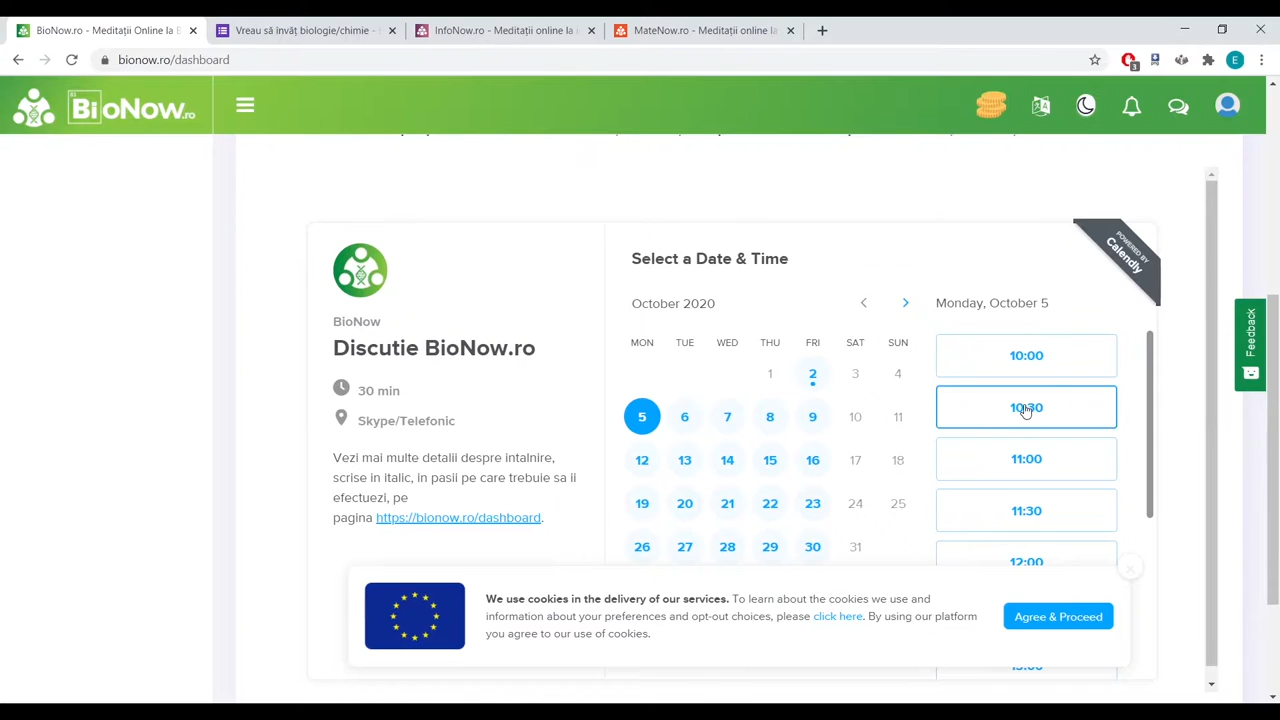 BioNow.ro - Meditații Online la B
Vreau să învăț biologie/chimie -
InfoNow.ro - Meditații online la
MateNow.ro - Meditații online la
bionow.ro/dashboard
3
E
BioNow.ro
Select a Date & Time
POWERED BY
Calendly
October 2020
Monday, October 5
BioNow
Discutie BioNow.ro
30 min
Skype/Telefonic
Vezi mai multe detalii despre intalnire,
scrise in italic, in pasii pe care trebuie sa ii
efectuezi, pe
pagina https://bionow.ro/dashboard.
MON TUE WED THU FRI SAT SUN
1 2 3 4
5 6 7 8 9 10 11
12 13 14 15 16 17 18
19 20 21 22 23 24 25
26 27 28 29 30 31
10:00
10:30
11:00
11:30
12:00
Feedback
We use cookies in the delivery of our services. To learn about the cookies we use and
information about your preferences and opt-out choices, please click here. By using our platform
you agree to our use of cookies.
Agree & Proceed